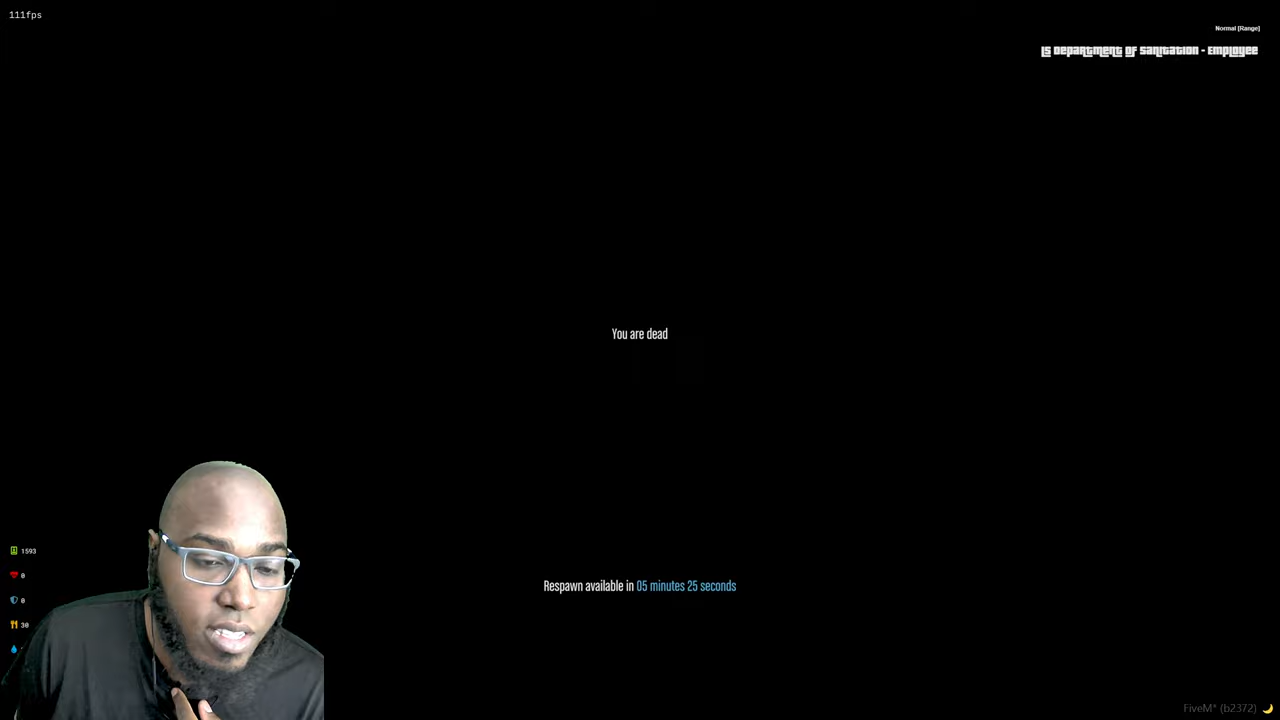 111fps
Normal [Range]
LS Department of Sanitation - Employee
You are dead
1593
0
0
30
Respawn available in 05 minutes 25 seconds
FiveM* (b2372)